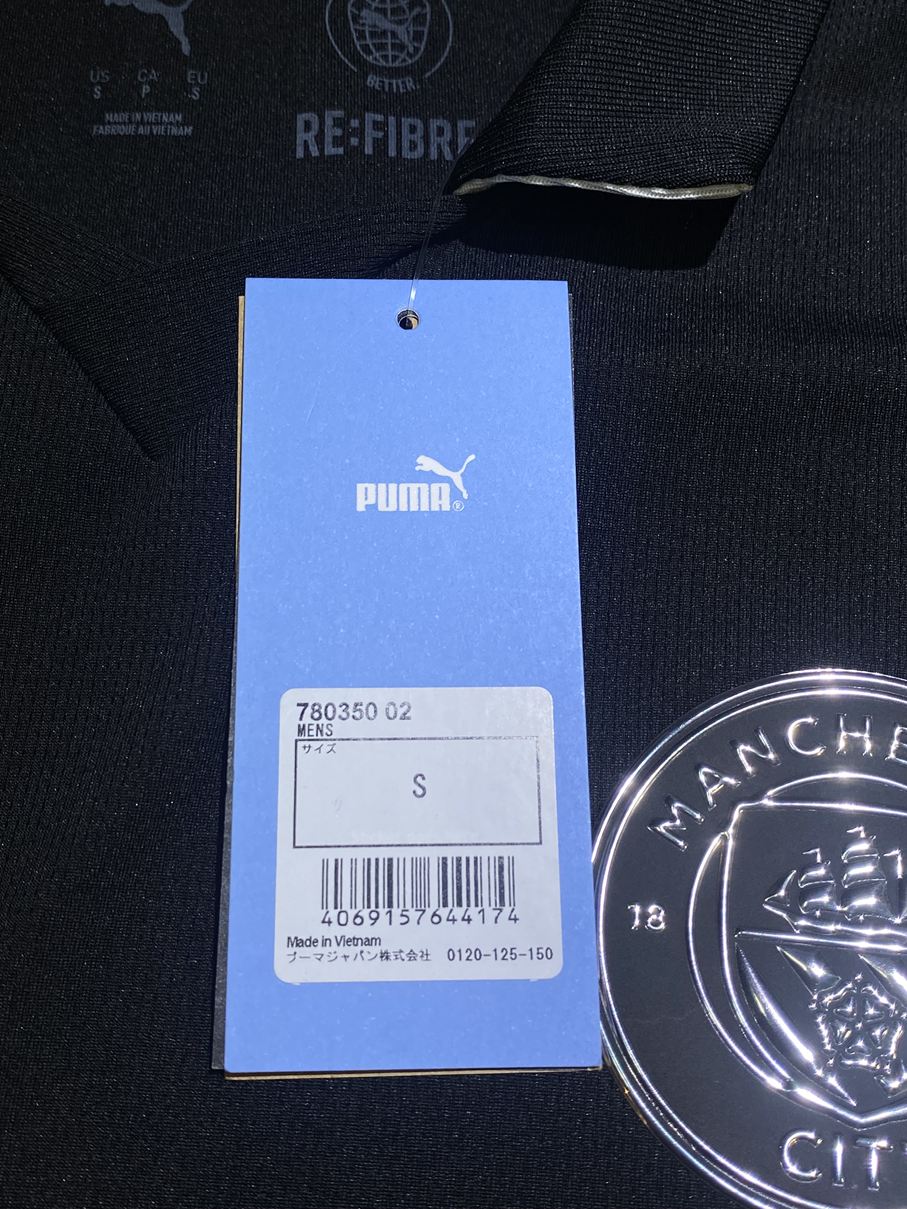 US CA EU
S P S
MADE IN VIETNAM
FABRIQUÉ AU VIETNAM
BETTER.
RE:FIBRE
PUMA®
780350 02
MENS
サイズ
S
4069157644174
Made in Vietnam
プーマジャパン株式会社 0120-125-150
MANCHE
18
CIT